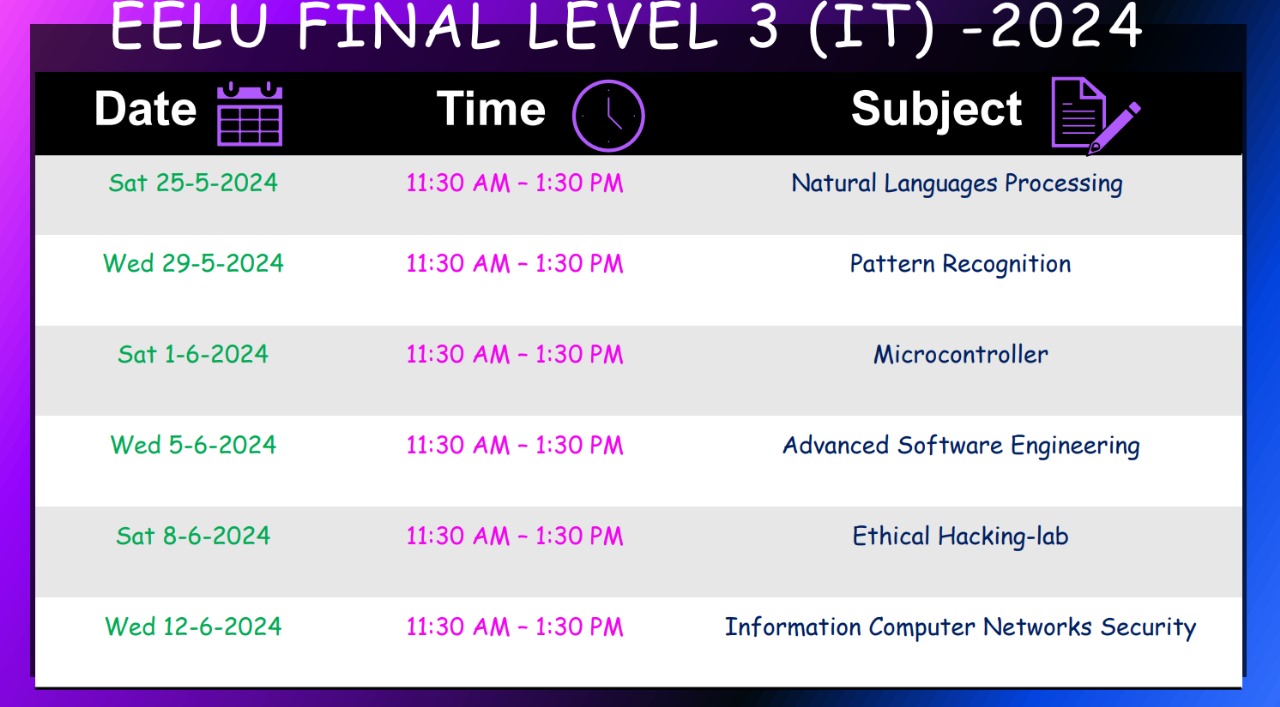 EELU FINAL LEVEL 3 (IT) -2024
Date Time Subject
Sat 25-5-2024 11:30 AM – 1:30 PM Natural Languages Processing
Wed 29-5-2024 11:30 AM – 1:30 PM Pattern Recognition
Sat 1-6-2024 11:30 AM – 1:30 PM Microcontroller
Wed 5-6-2024 11:30 AM – 1:30 PM Advanced Software Engineering
Sat 8-6-2024 11:30 AM – 1:30 PM Ethical Hacking-lab
Wed 12-6-2024 11:30 AM – 1:30 PM Information Computer Networks Security